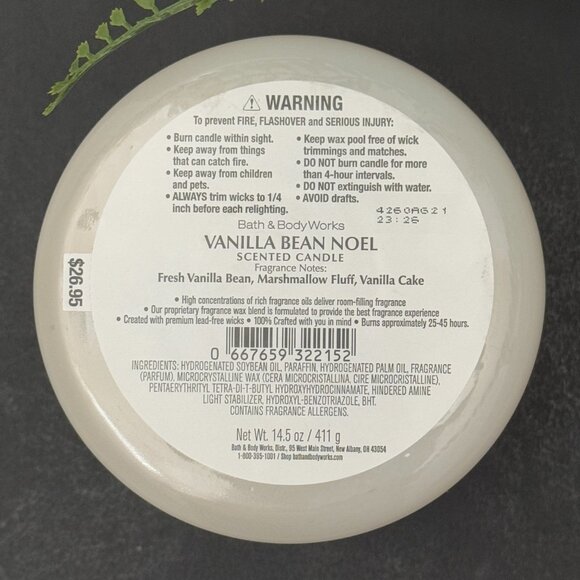 ⚠ WARNING
To prevent FIRE, FLASHOVER and SERIOUS INJURY:
• Burn candle within sight.
• Keep away from things
that can catch fire.
• Keep away from children
and pets.
• ALWAYS trim wicks to 1/4
inch before each relighting.
• Keep wax pool free of wick
trimmings and matches.
• DO NOT burn candle for more
than 4-hour intervals.
• DO NOT extinguish with water.
• AVOID drafts.
4260AG21
23:26
Bath & Body Works
VANILLA BEAN NOEL
SCENTED CANDLE
Fragrance Notes:
Fresh Vanilla Bean, Marshmallow Fluff, Vanilla Cake
$26.95
• High concentrations of rich fragrance oils deliver room-filling fragrance
• Our proprietary fragrance wax blend is formulated to provide the best fragrance experience
• Created with premium lead-free wicks • 100% Crafted with you in mind • Burns approximately 25-45 hours.
0 667659 322152
INGREDIENTS: HYDROGENATED SOYBEAN OIL, PARAFFIN, HYDROGENATED PALM OIL, FRAGRANCE
(PARFUM), MICROCRYSTALLINE WAX (CERA MICROCRISTALLINA, CIRE MICROCRISTALLINE),
PENTAERYTHRITYL TETRA-DI-T-BUTYL HYDROXYHYDROCINNAMATE, HINDERED AMINE
LIGHT STABILIZER, HYDROXYL-BENZOTRIAZOLE, BHT.
CONTAINS FRAGRANCE ALLERGENS.
Net Wt. 14.5 oz / 411 g
Bath & Body Works, Distr., 95 West Main Street, New Albany, OH 43054
1-800-395-1001 / Shop bathandbodyworks.com